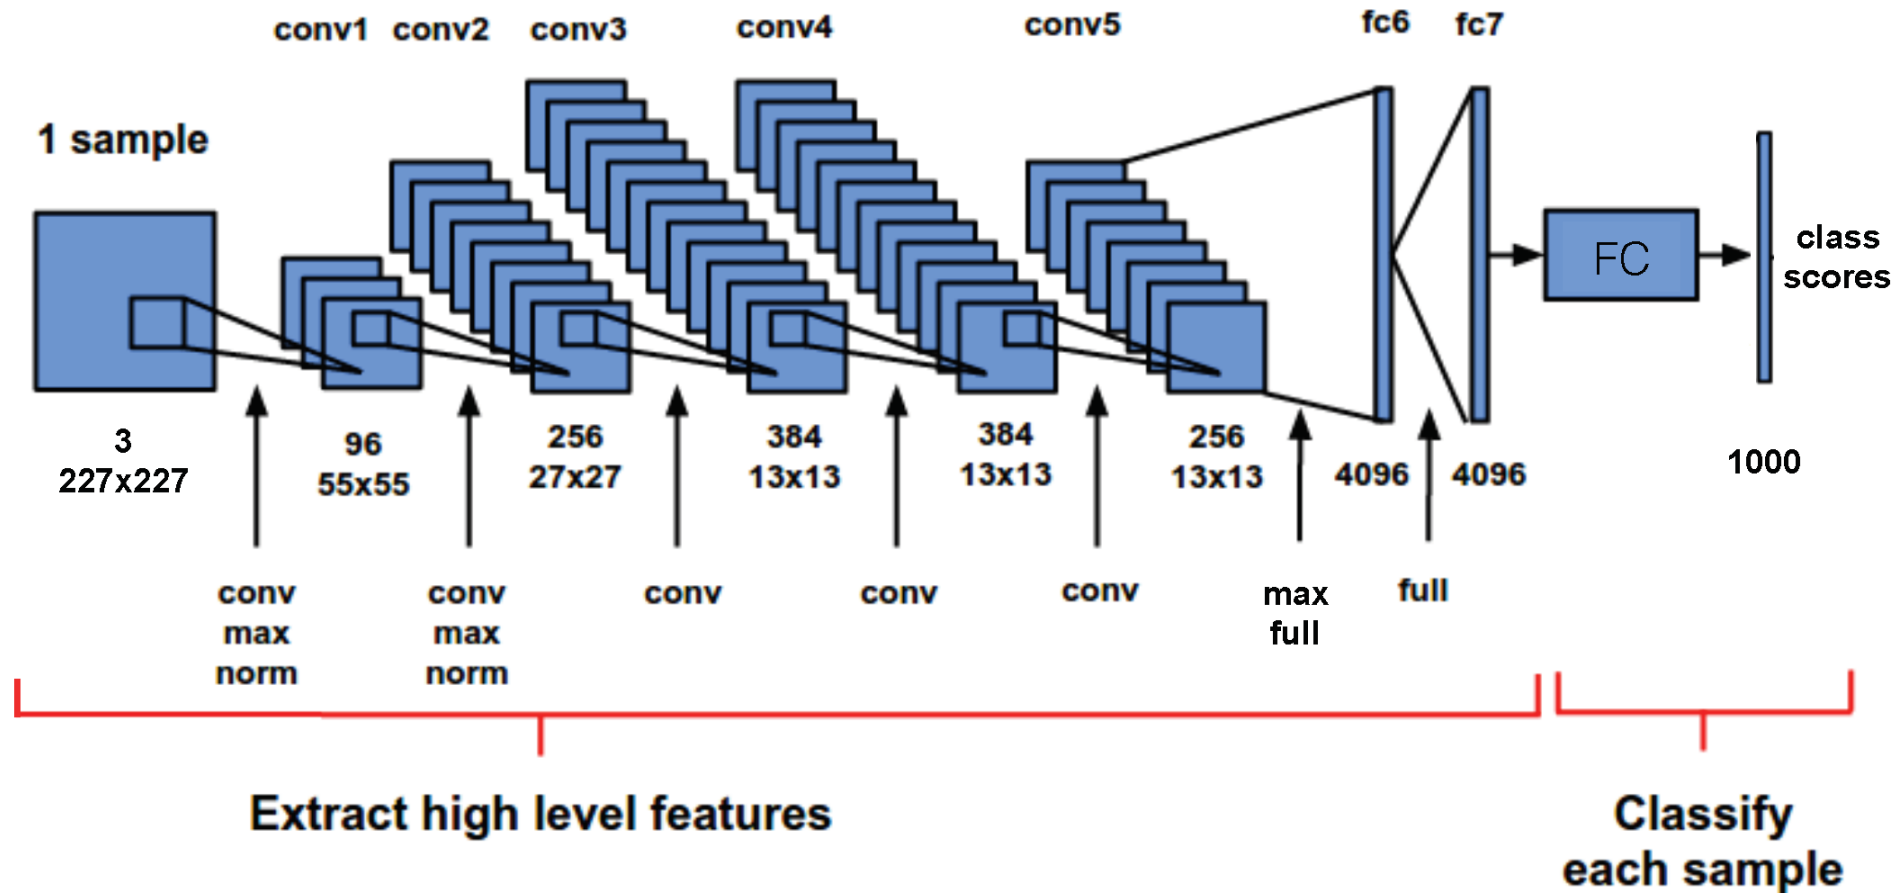 conv1 conv2 conv3 conv4 conv5 fc6 fc7
1 sample
FC
class
scores
3
227x227
96
55x55
256
27x27
384
13x13
384
13x13
256
13x13
4096
4096
1000
conv
max
norm
conv
max
norm
conv
conv
conv
max
full
full
Extract high level features
Classify
each sample